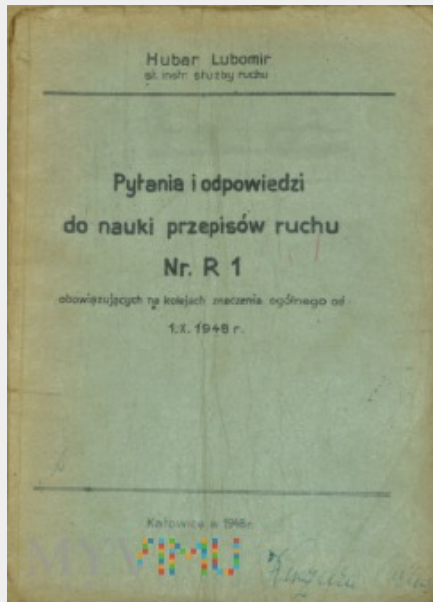 Hubar Lubomir
st. instr. służby ruchu
Pytania i odpowiedzi
do nauki przepisów ruchu
Nr. R 1
obowiązujących na kolejach znaczenia ogólnego od
1.X.1948 r.
Katowice w 1948r.
MYVIMU